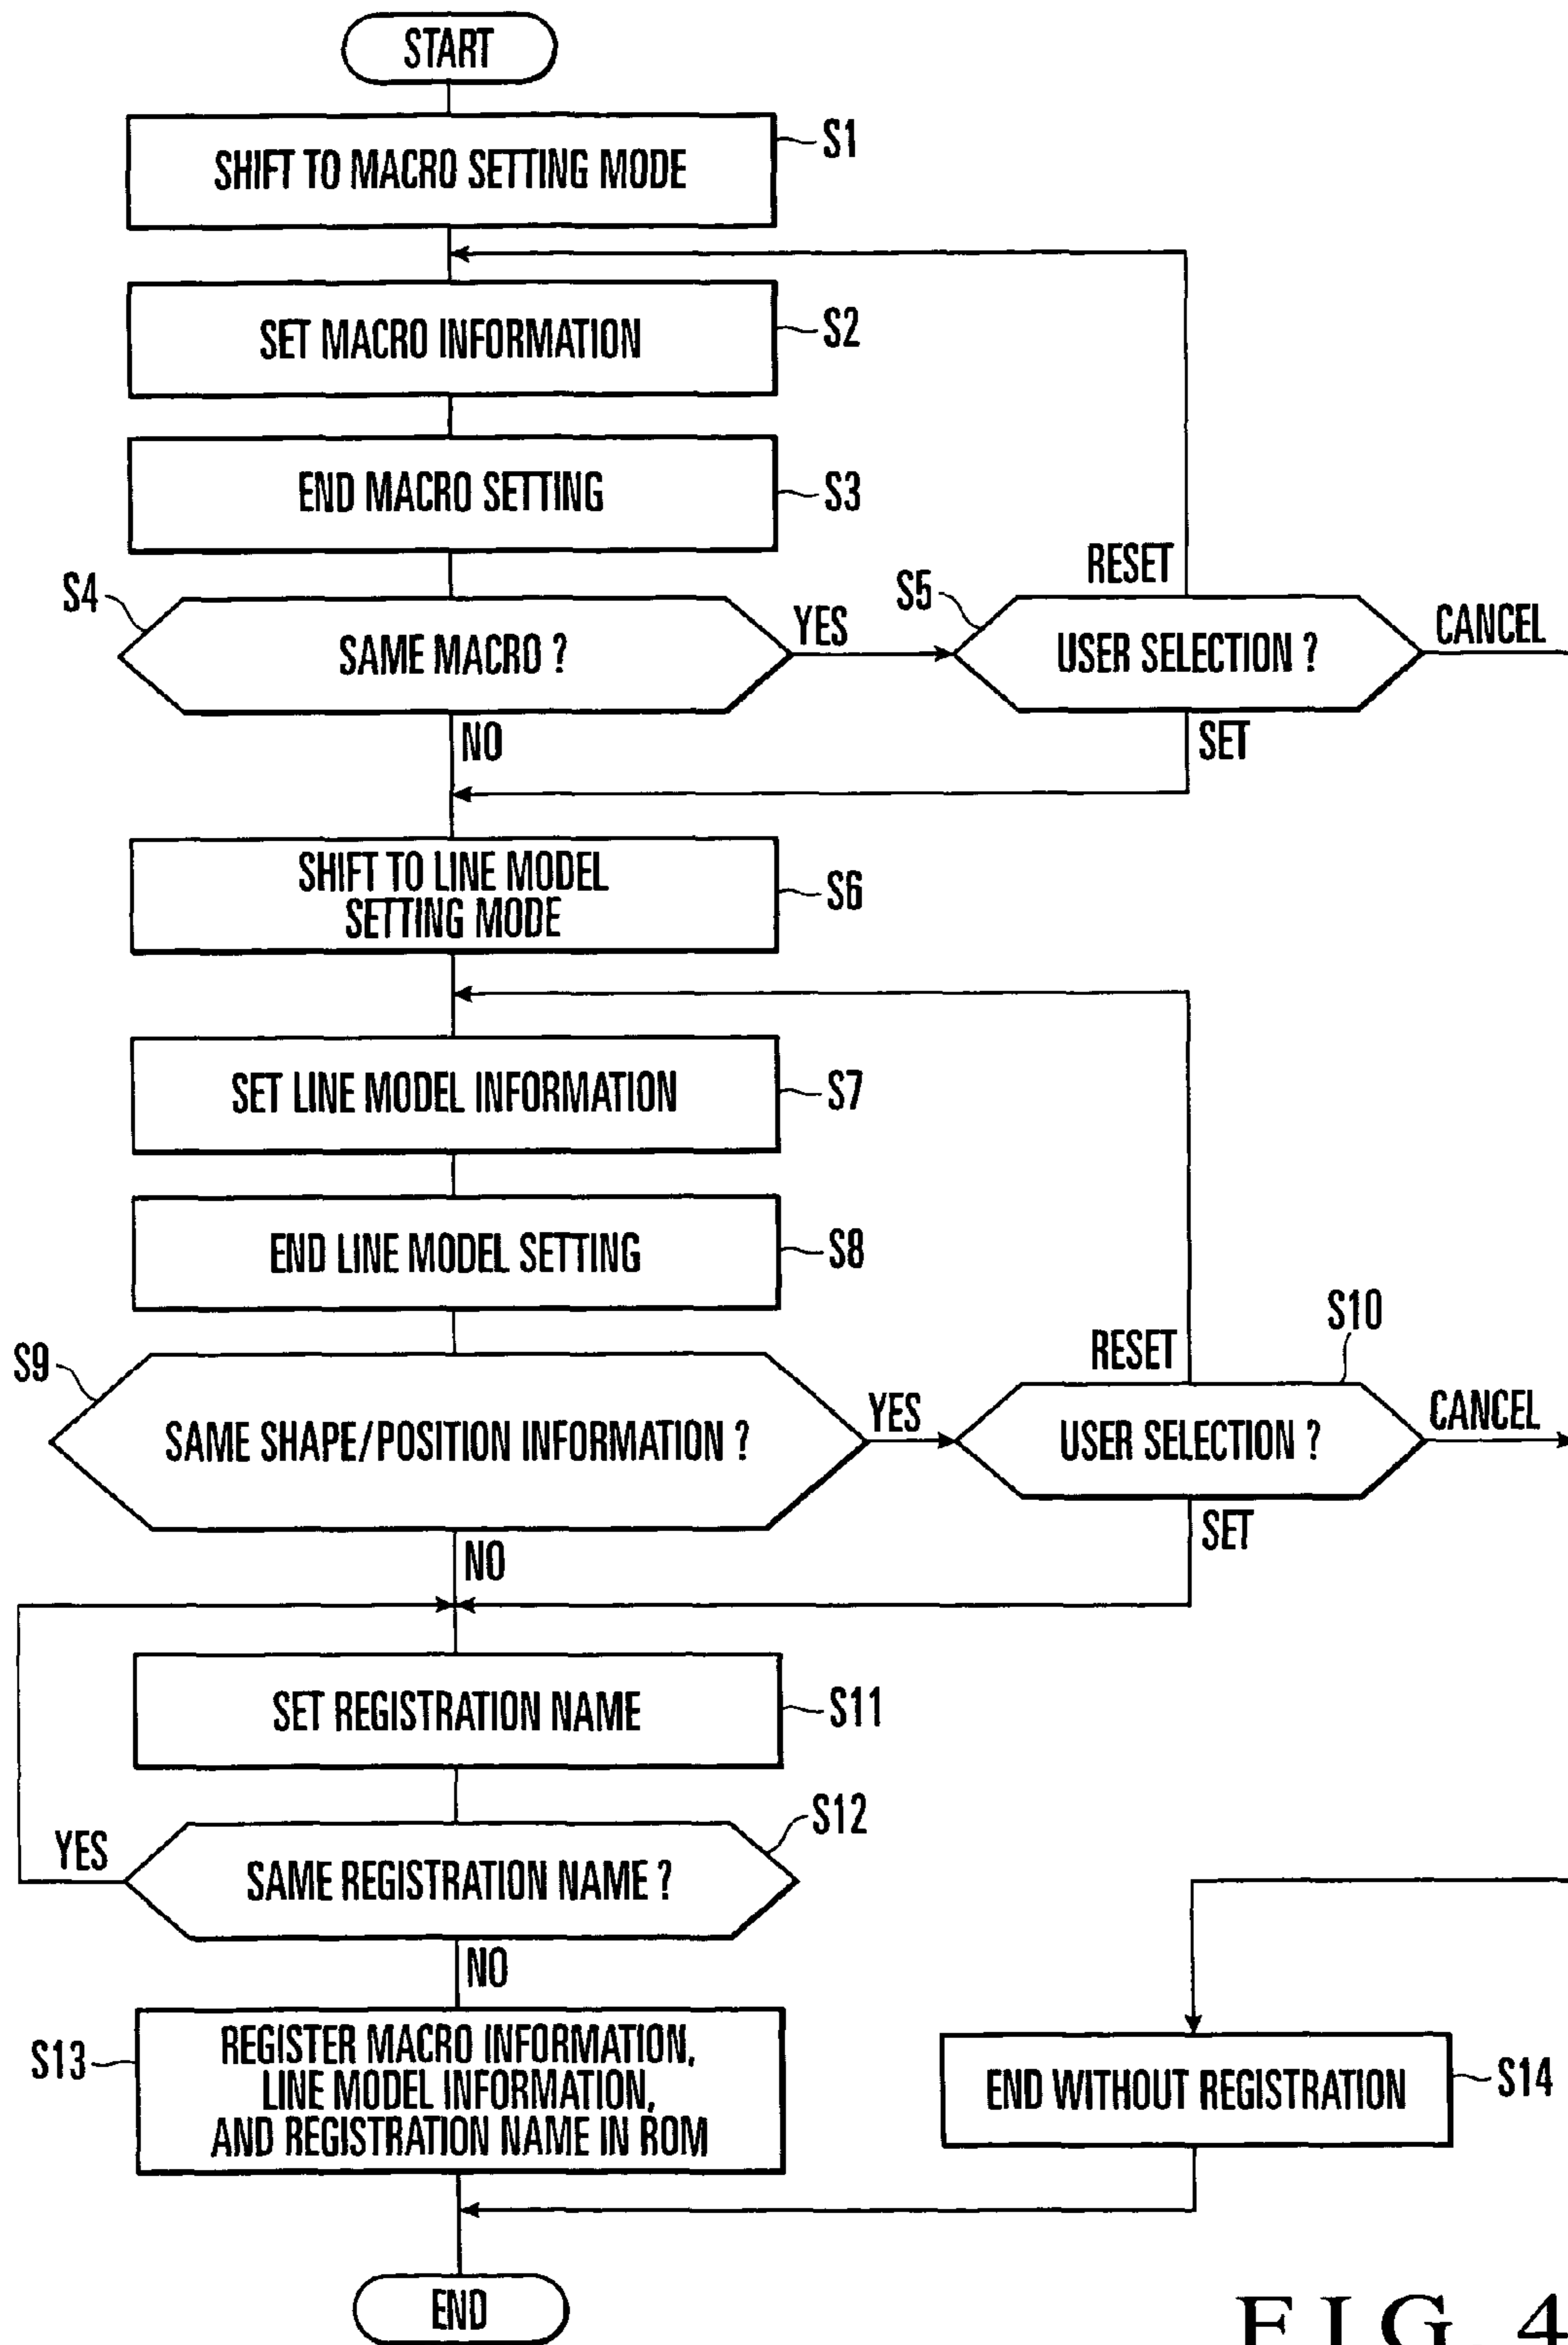 START
SHIFT TO MACRO SETTING MODE
S1
SET MACRO INFORMATION
S2
END MACRO SETTING
S3
S4
SAME MACRO ?
YES
NO
S5
RESET
USER SELECTION ?
CANCEL
SET
SHIFT TO LINE MODEL
SETTING MODE
S6
SET LINE MODEL INFORMATION
S7
END LINE MODEL SETTING
S8
S9
SAME SHAPE/POSITION INFORMATION ?
YES
NO
S10
RESET
USER SELECTION ?
CANCEL
SET
SET REGISTRATION NAME
S11
S12
YES
SAME REGISTRATION NAME ?
NO
S13
REGISTER MACRO INFORMATION,
LINE MODEL INFORMATION,
AND REGISTRATION NAME IN ROM
END WITHOUT REGISTRATION
S14
END
FIG. 4